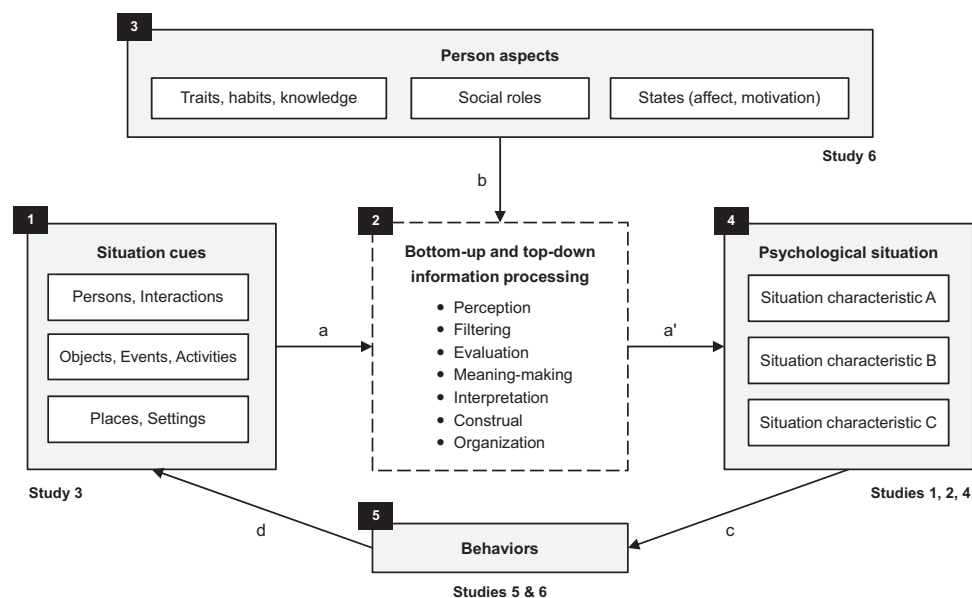 3
Person aspects
Traits, habits, knowledge
Social roles
States (affect, motivation)
Study 6
b
1
Situation cues
Persons, Interactions
Objects, Events, Activities
Places, Settings
Study 3
a
2
Bottom-up and top-down
information processing
• Perception
• Filtering
• Evaluation
• Meaning-making
• Interpretation
• Construal
• Organization
a'
4
Psychological situation
Situation characteristic A
Situation characteristic B
Situation characteristic C
Studies 1, 2, 4
d
5
Behaviors
Studies 5 & 6
c